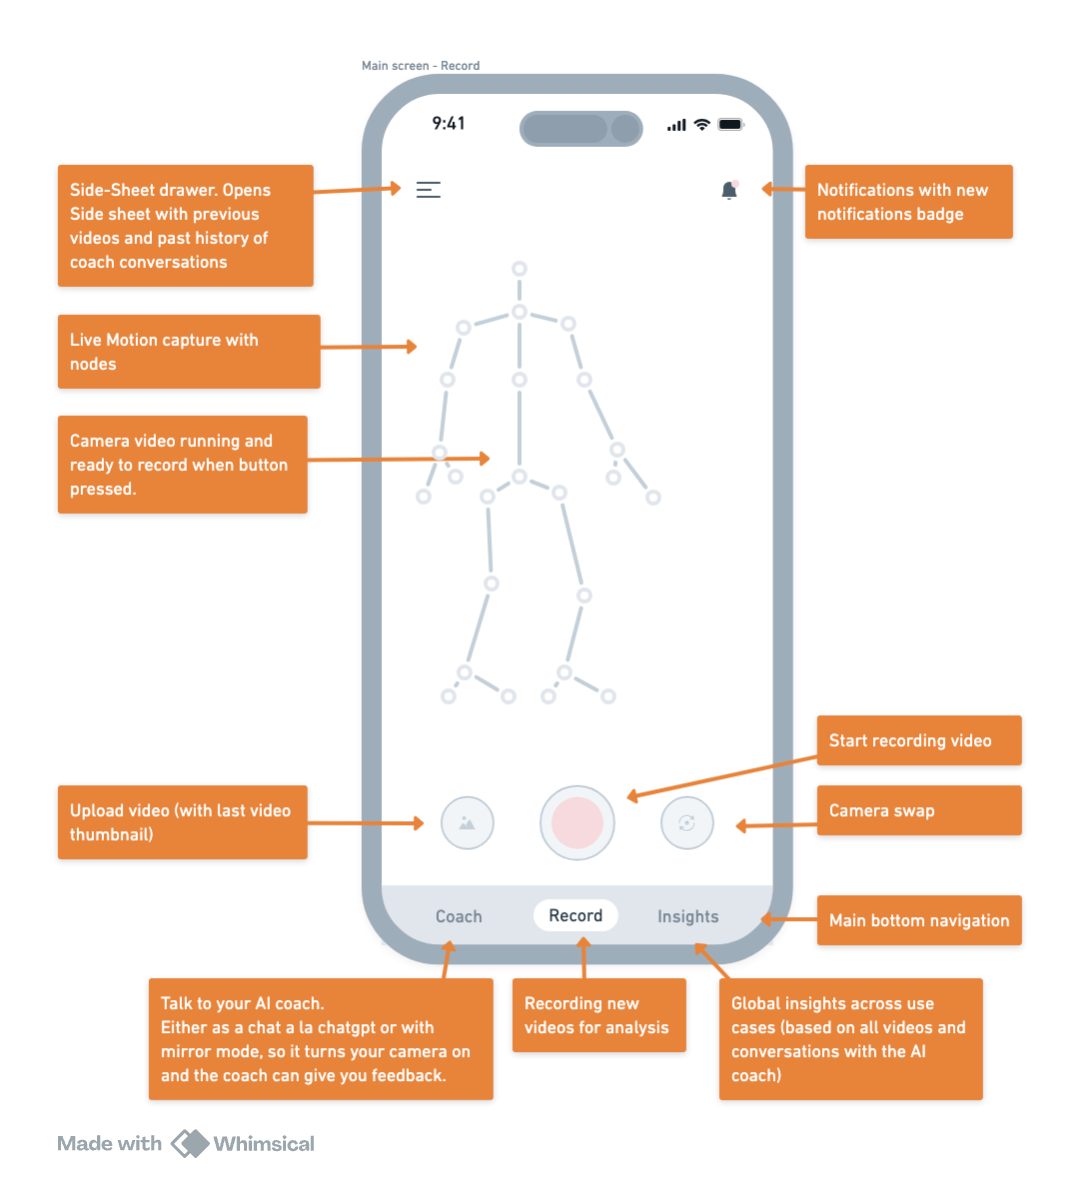 Main screen - Record
9:41
Side-Sheet drawer. Opens
Side sheet with previous
videos and past history of
coach conversations
Notifications with new
notifications badge
Live Motion capture with
nodes
Camera video running and
ready to record when button
pressed.
Start recording video
Upload video (with last video
thumbnail)
Camera swap
Coach
Record
Insights
Main bottom navigation
Talk to your AI coach.
Either as a chat a la chatgpt or with
mirror mode, so it turns your camera on
and the coach can give you feedback.
Recording new
videos for analysis
Global insights across use
cases (based on all videos and
conversations with the AI
coach)
Made with Whimsical